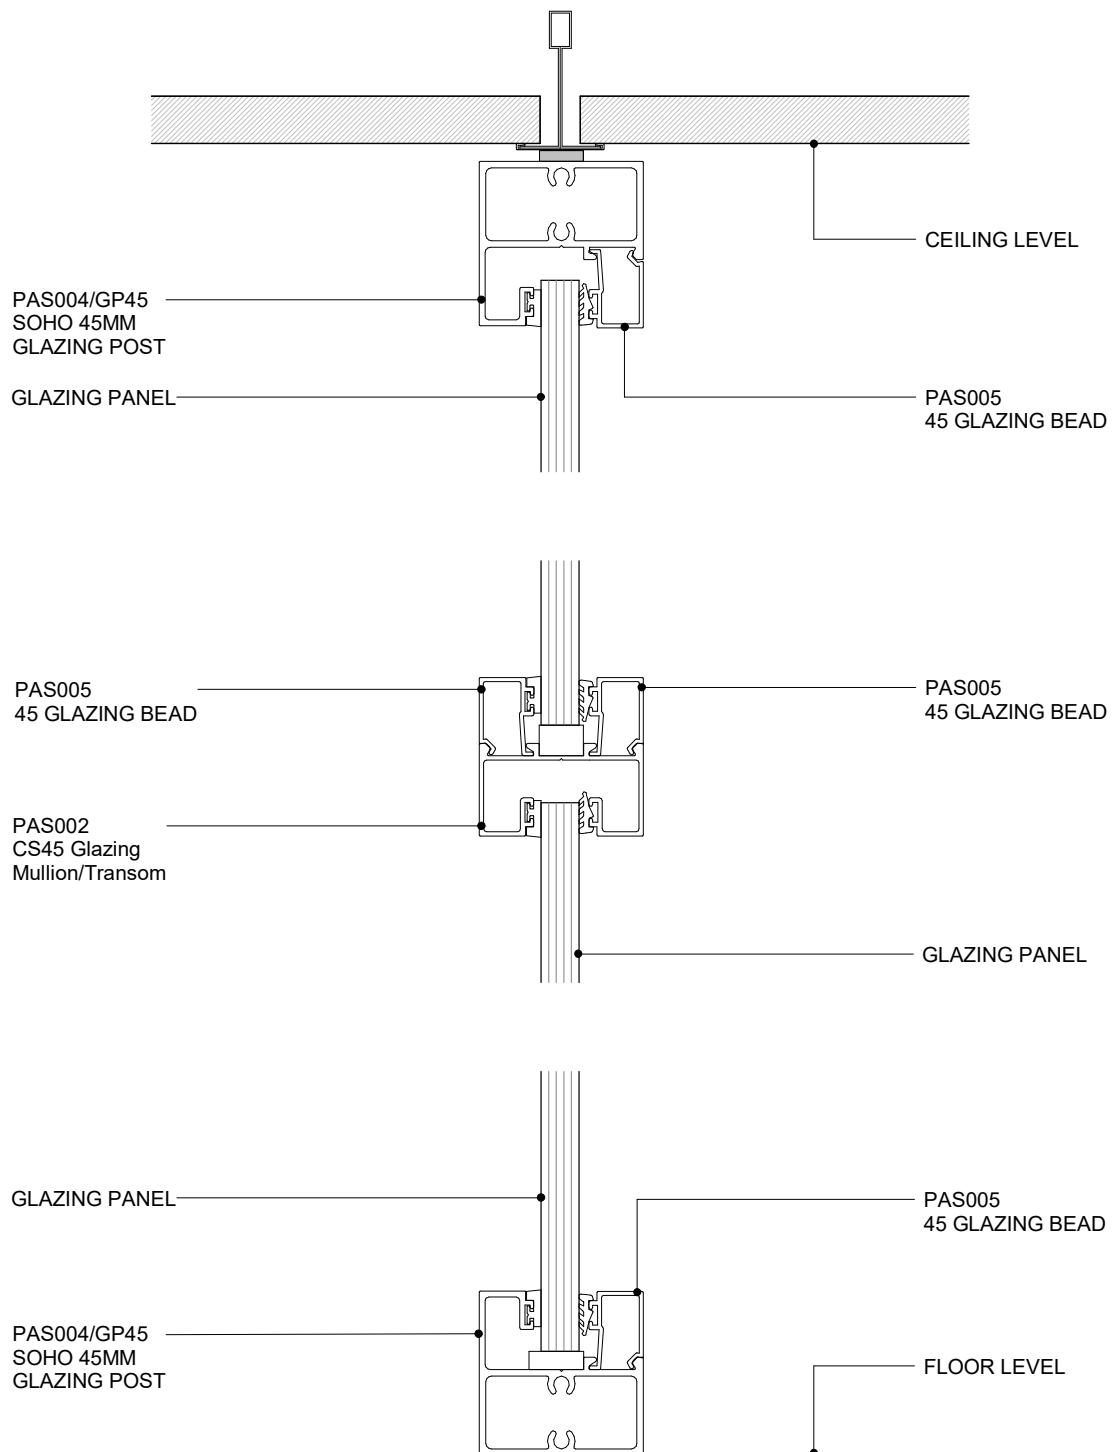 CEILING LEVEL
PAS004/GP45
SOHO 45MM
GLAZING POST
GLAZING PANEL
PAS005
45 GLAZING BEAD
PAS005
45 GLAZING BEAD
PAS005
45 GLAZING BEAD
PAS002
CS45 Glazing
Mullion/Transom
GLAZING PANEL
GLAZING PANEL
PAS005
45 GLAZING BEAD
PAS004/GP45
SOHO 45MM
GLAZING POST
FLOOR LEVEL